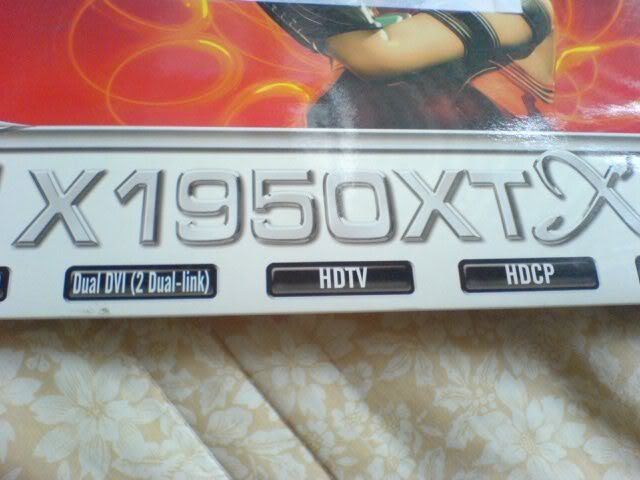 X1950XTX
Dual DVI (2 Dual-link) HDTV HDCP